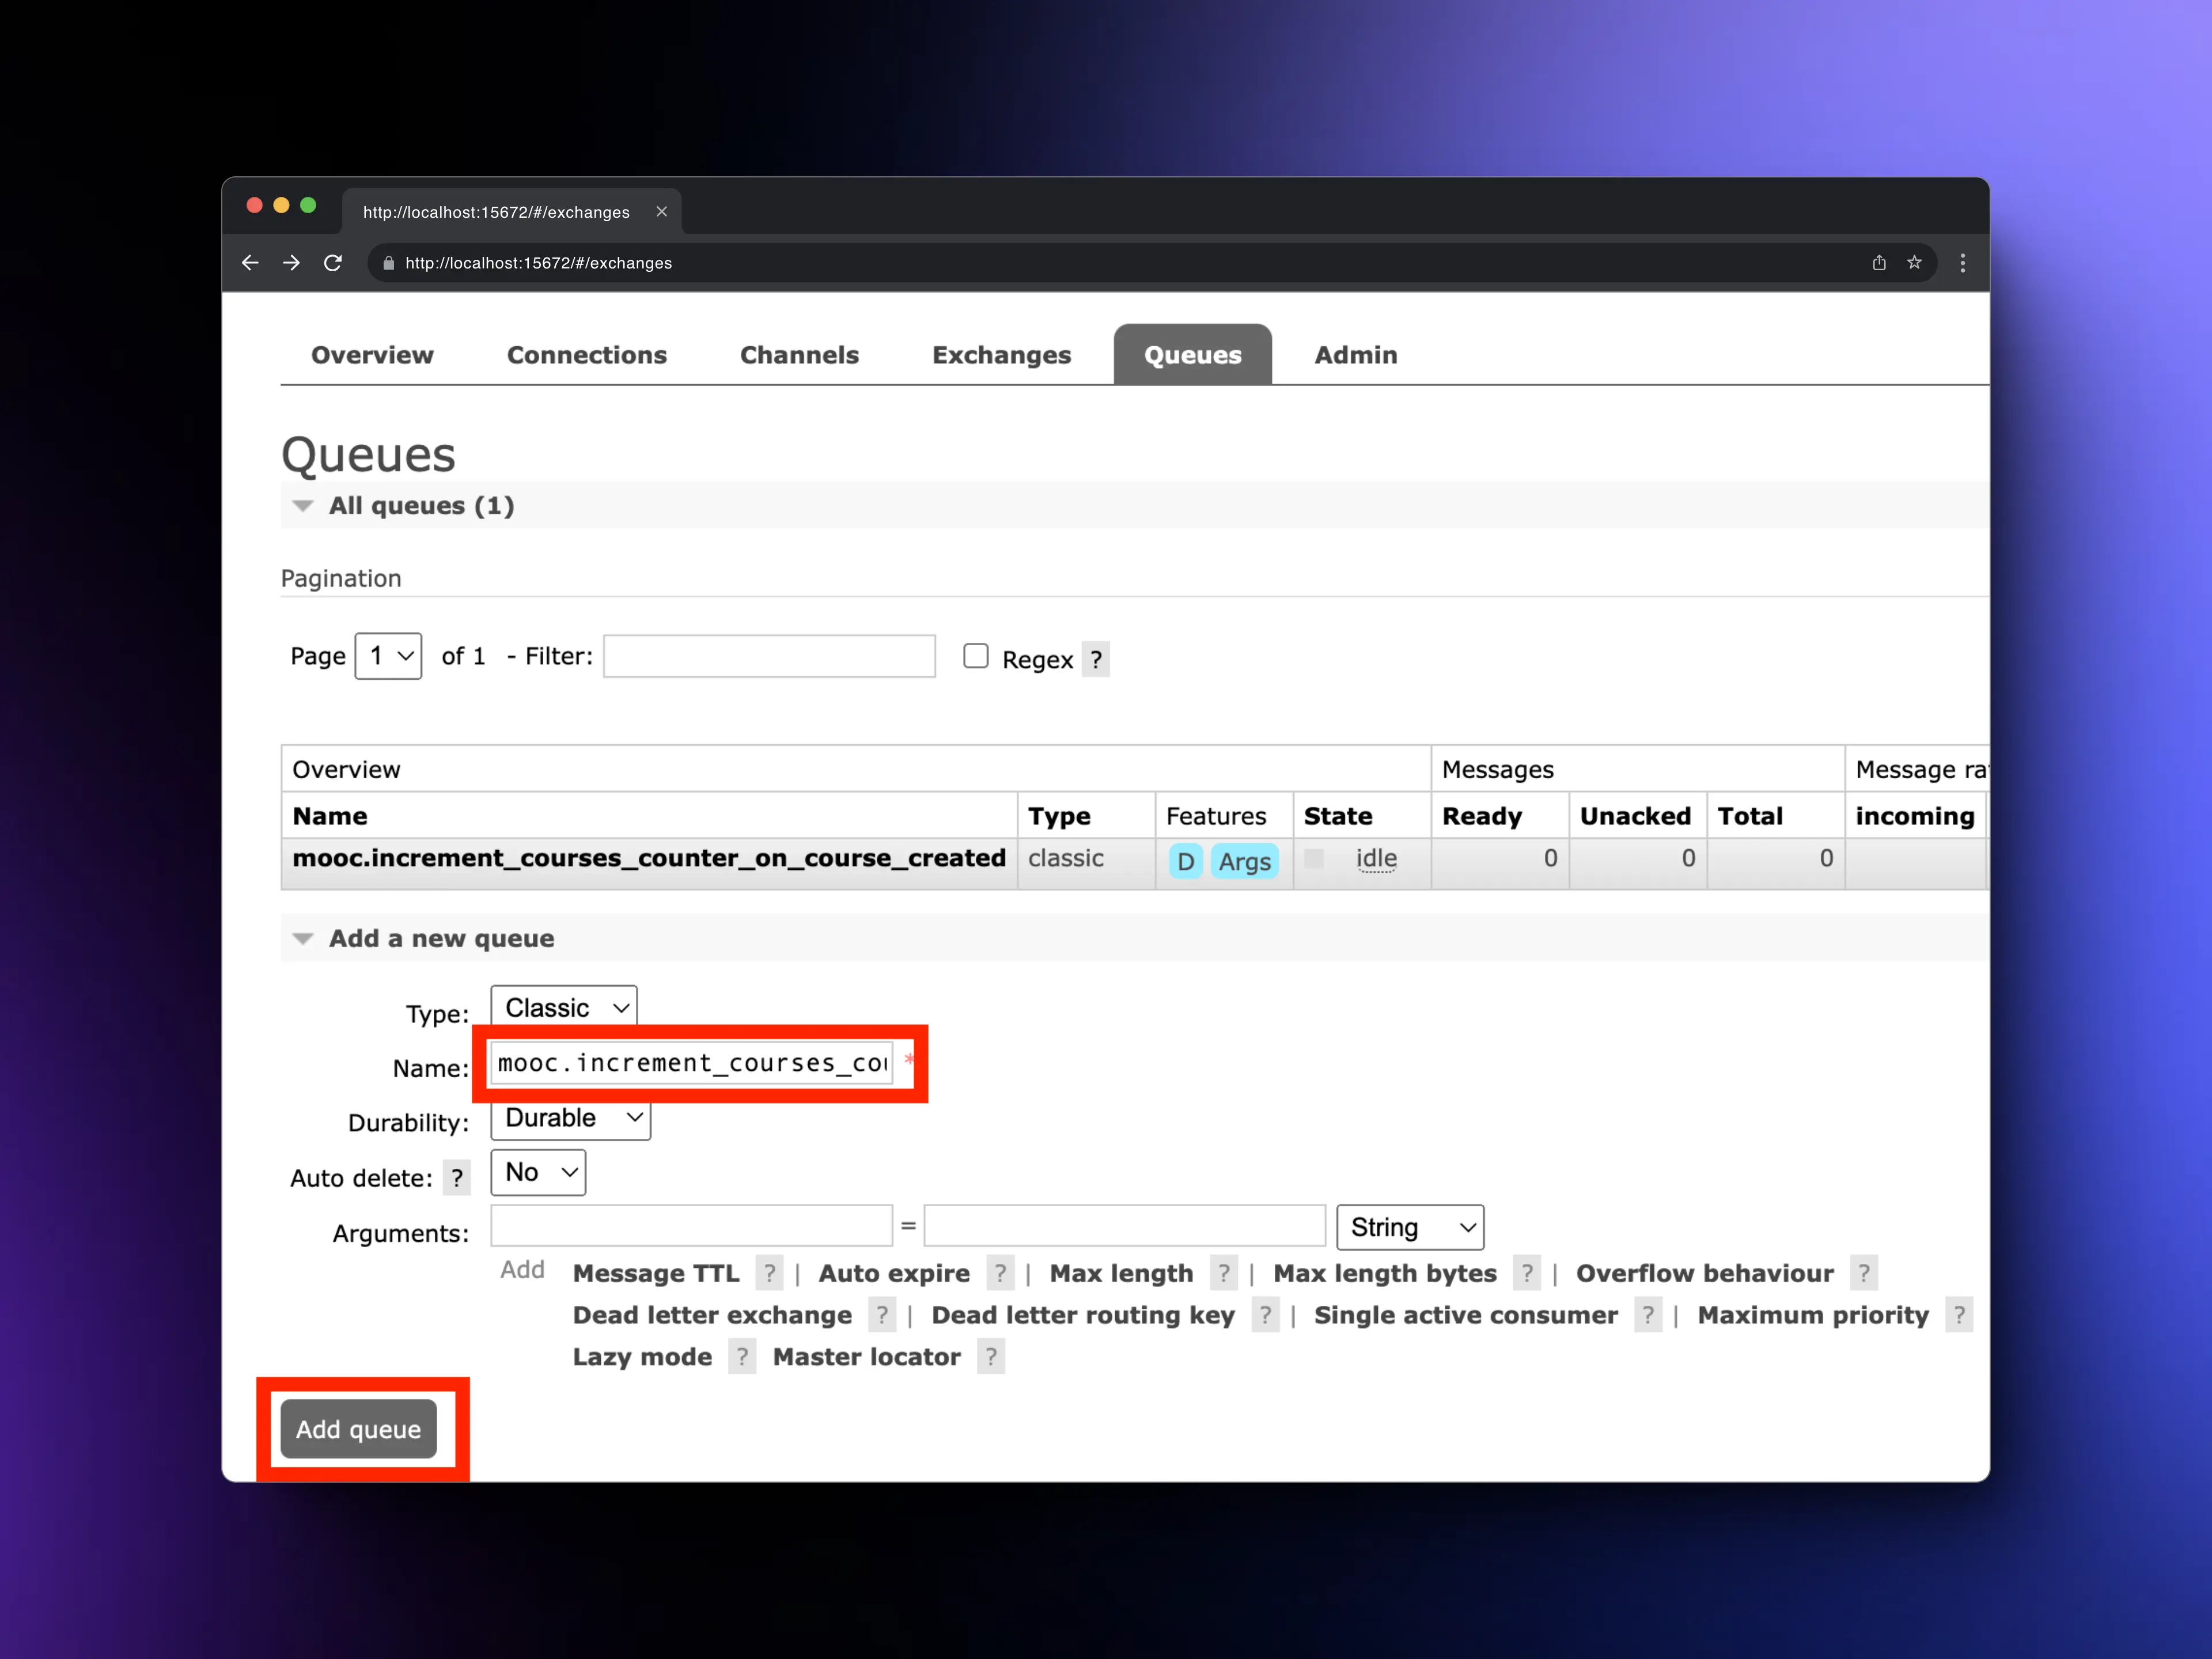 http://localhost:15672/#/exchanges
http://localhost:15672/#/exchanges
Overview Connections Channels Exchanges Queues Admin
Queues
All queues (1)
Pagination
Page 1 of 1 - Filter: Regex ?
Overview Messages Message ra
Name Type Features State Ready Unacked Total incoming
mooc.increment_courses_counter_on_course_created classic D Args idle 0 0 0
Add a new queue
Type: Classic
Name: mooc.increment_courses_cou *
Durability: Durable
Auto delete: ? No
Arguments: = String
Add Message TTL ? | Auto expire ? | Max length ? | Max length bytes ? | Overflow behaviour ?
Dead letter exchange ? | Dead letter routing key ? | Single active consumer ? | Maximum priority ?
Lazy mode ? Master locator ?
Add queue